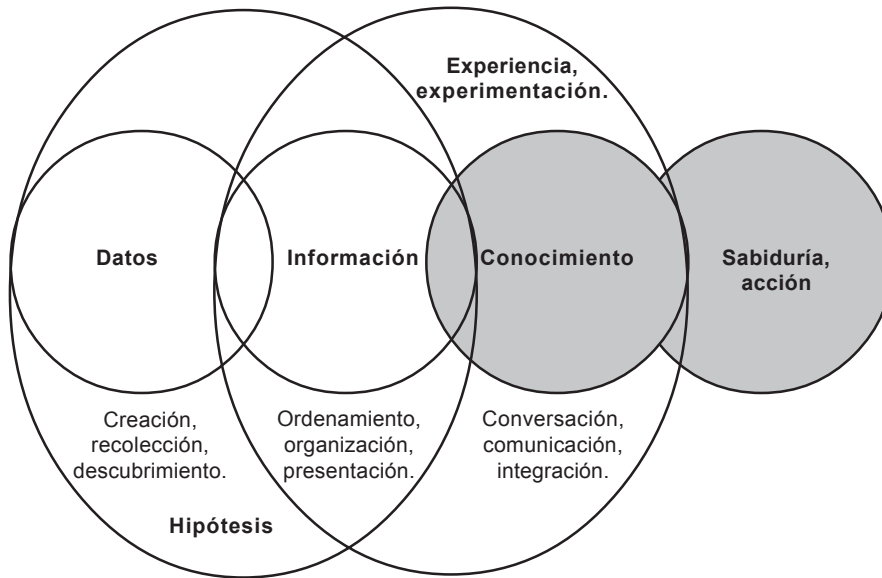 Experiencia,
experimentación.
Datos
Información
Conocimiento
Sabiduría,
acción
Creación,
recolección,
descubrimiento.
Ordenamiento,
organización,
presentación.
Conversación,
comunicación,
integración.
Hipótesis